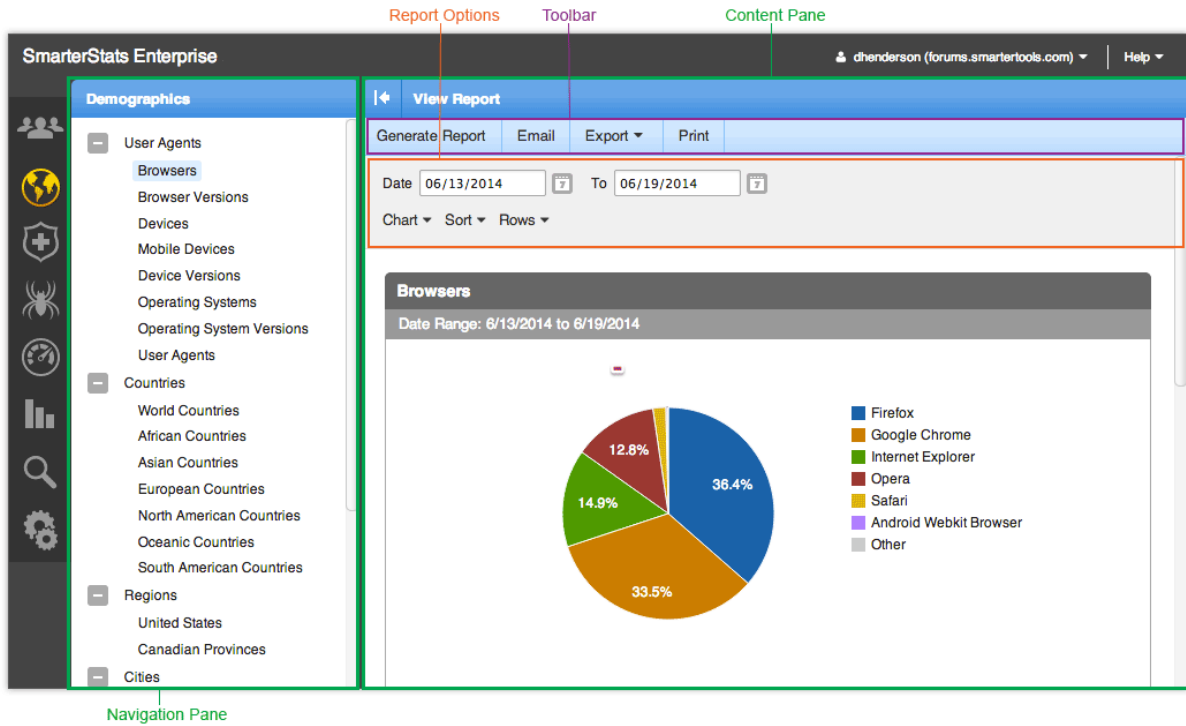 Report Options Toolbar Content Pane
SmarterStats Enterprise
dhenderson (forums.smartertools.com) Help
Demographics
User Agents
Browsers
Browser Versions
Devices
Mobile Devices
Device Versions
Operating Systems
Operating System Versions
User Agents
Countries
World Countries
African Countries
Asian Countries
European Countries
North American Countries
Oceanic Countries
South American Countries
Regions
United States
Canadian Provinces
Cities
View Report
Generate Report Email Export Print
Date 06/13/2014 7 To 06/19/2014 7
Chart Sort Rows
Browsers
Date Range: 6/13/2014 to 6/19/2014
12.8%
36.4%
14.9%
33.5%
Firefox
Google Chrome
Internet Explorer
Opera
Safari
Android Webkit Browser
Other
Navigation Pane